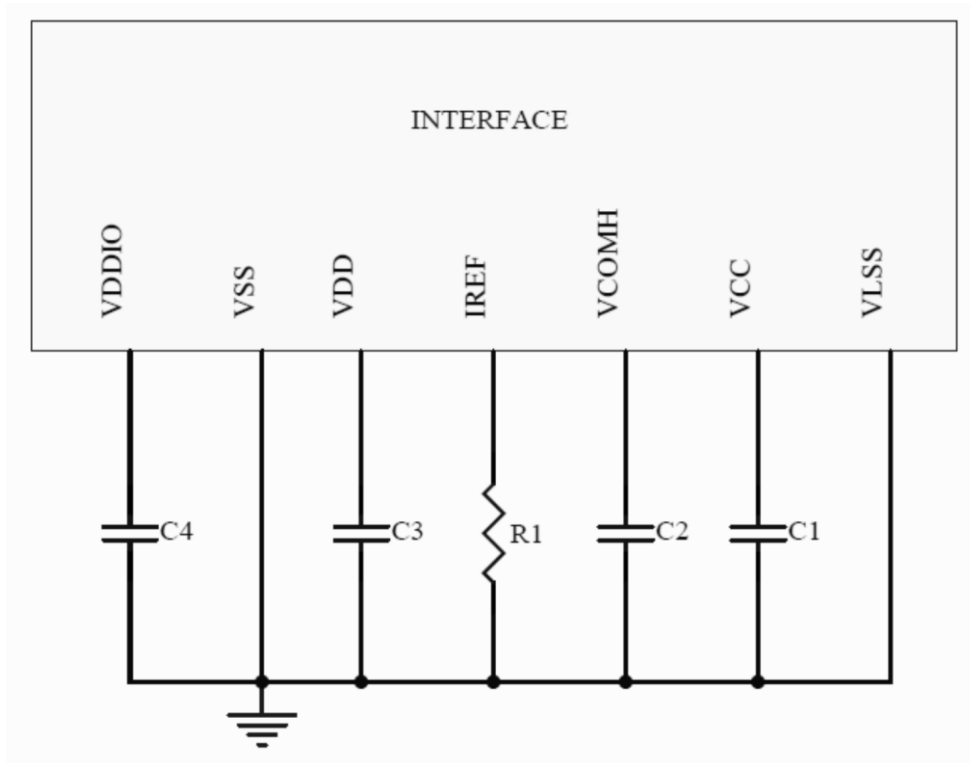 INTERFACE
VDDIO
VSS
VDD
IREF
VCOMH
VCC
VLSS
C4
C3
R1
C2
C1